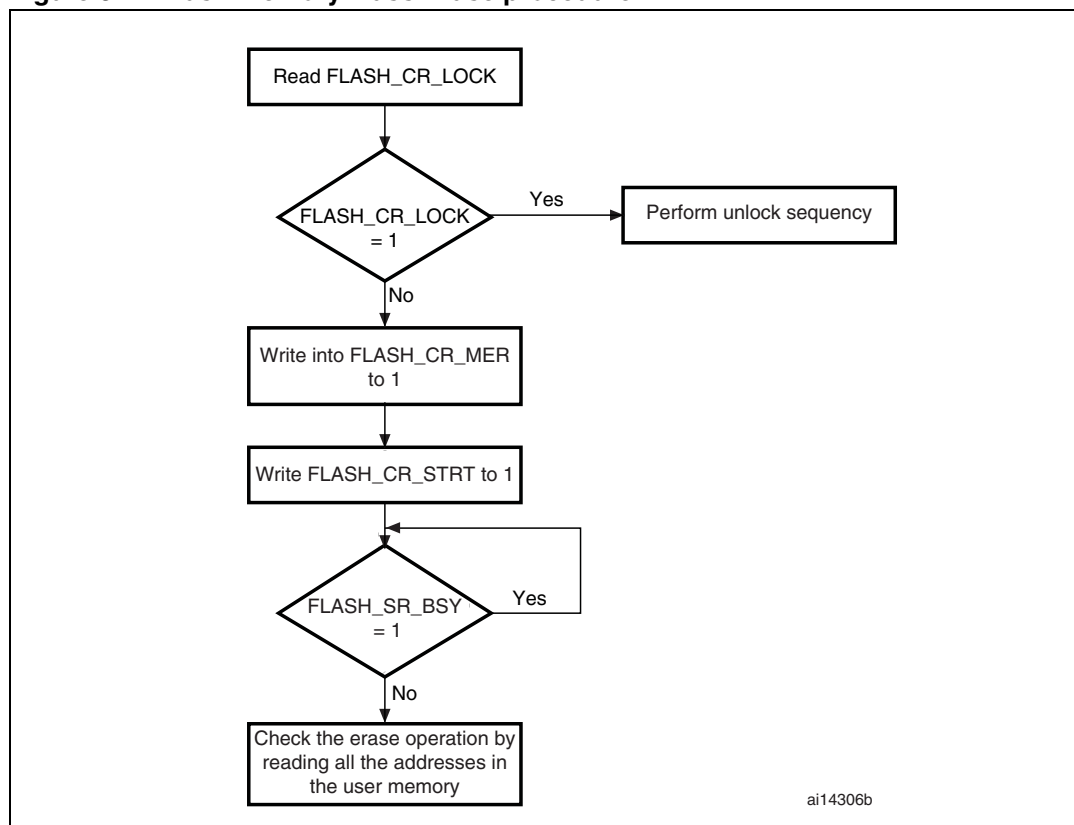 Read FLASH_CR_LOCK
FLASH_CR_LOCK
= 1
Yes
Perform unlock sequency
No
Write into FLASH_CR_MER
to 1
Write FLASH_CR_STRT to 1
FLASH_SR_BSY
= 1
Yes
No
Check the erase operation by
reading all the addresses in
the user memory
ai14306b